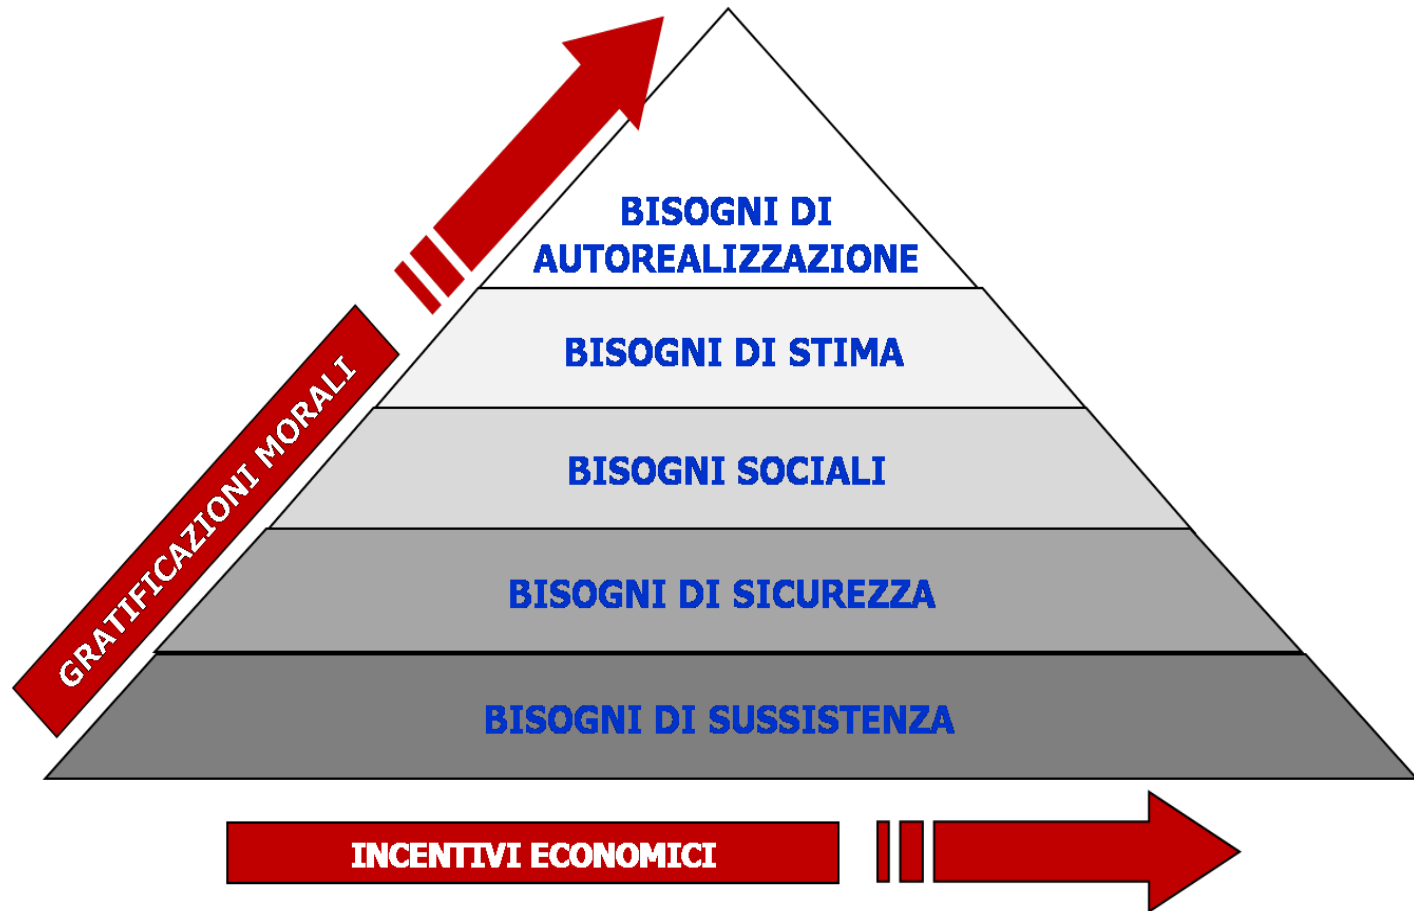 BISOGNI DI
AUTOREALIZZAZIONE
BISOGNI DI STIMA
BISOGNI SOCIALI
BISOGNI DI SICUREZZA
BISOGNI DI SUSSISTENZA
GRATIFICAZIONI MORALI
INCENTIVI ECONOMICI